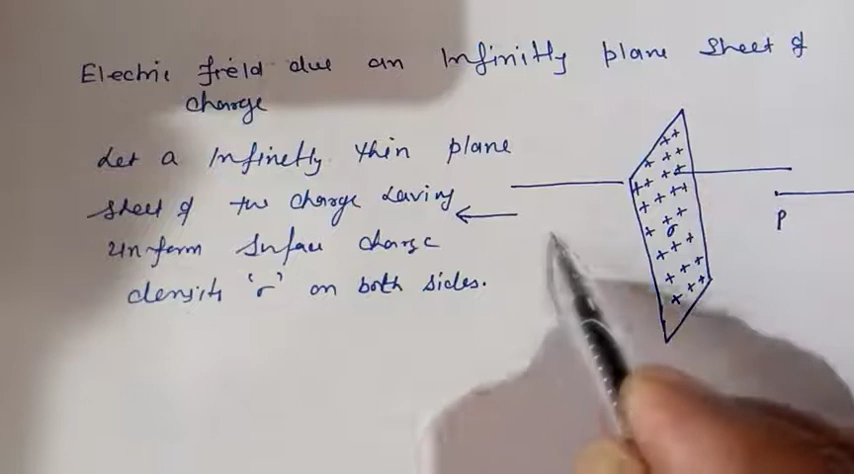 Electric field due an Infinitly plane sheet of
charge
Let a Infinetly thin plane
sheet of +ve charge having
uniform surface charge
density 'σ' on both sides.
σ
P